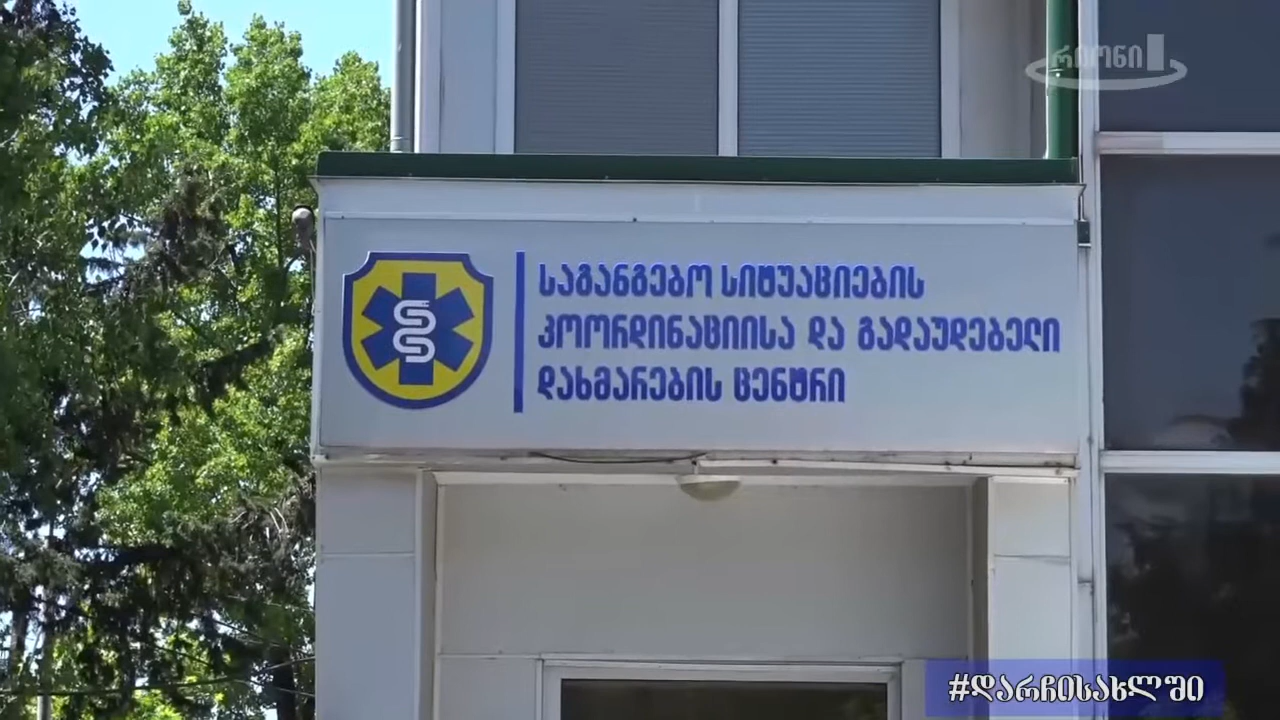 რიონი
საგანგებო სიტუაციების
კოორდინაციისა და გადაუდებელი
დახმარების ცენტრი
#დარჩისახლში